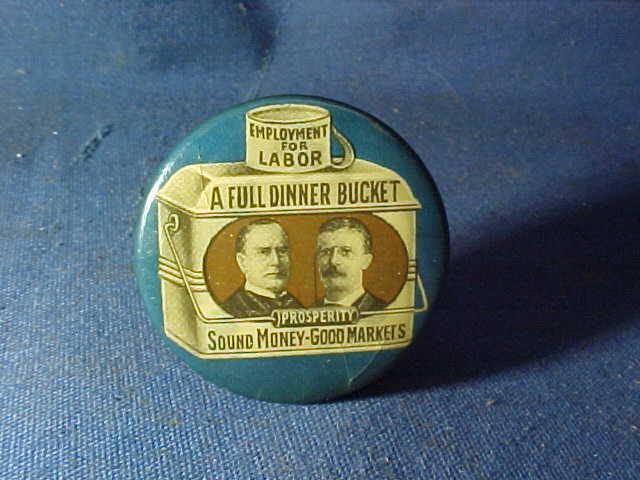 EMPLOYMENT
FOR
LABOR
A FULL DINNER BUCKET
PROSPERITY
SOUND MONEY-GOOD MARKETS